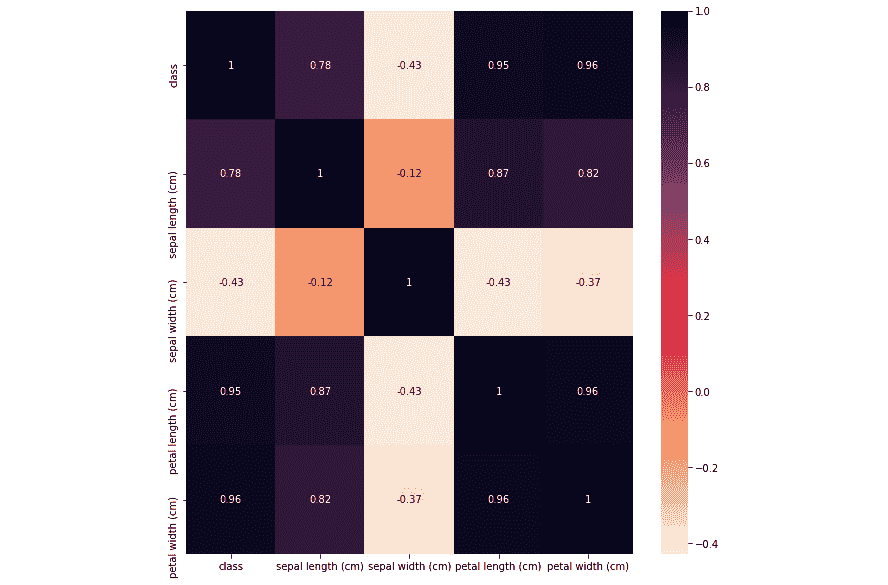 class 1 0.78 -0.43 0.95 0.96
sepal length (cm) 0.78 1 -0.12 0.87 0.82
sepal width (cm) -0.43 -0.12 1 -0.43 -0.37
petal length (cm) 0.95 0.87 -0.43 1 0.96
petal width (cm) 0.96 0.82 -0.37 0.96 1
class sepal length (cm) sepal width (cm) petal length (cm) petal width (cm)
1.0
0.8
0.6
0.4
0.2
0.0
-0.2
-0.4